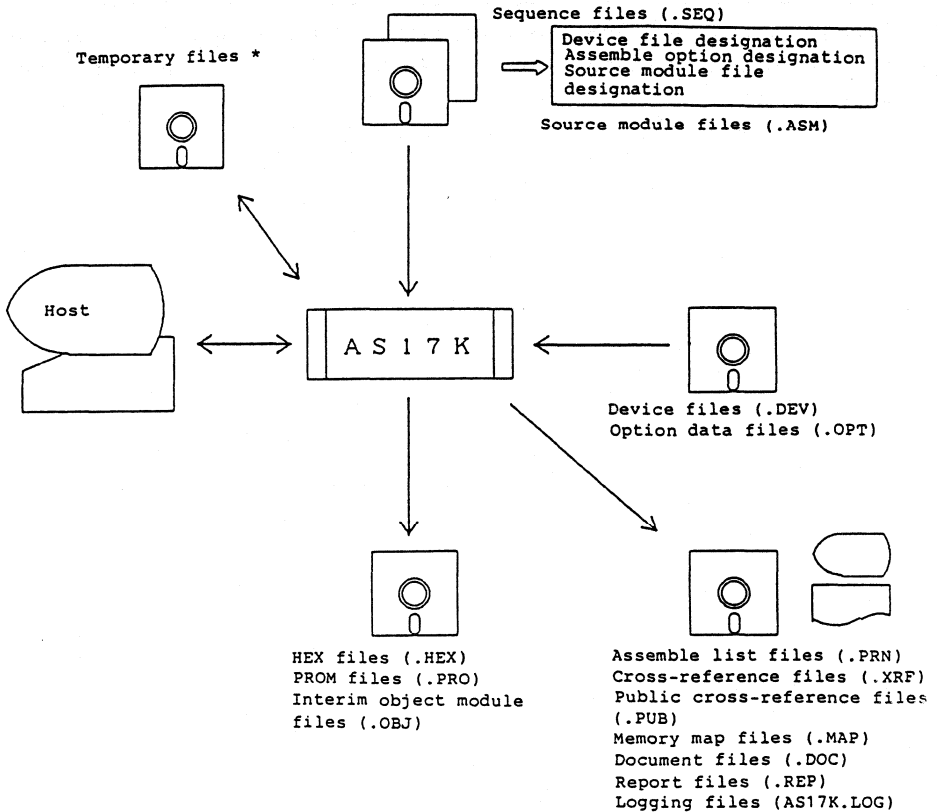 Sequence files (.SEQ)
Device file designation
Assemble option designation
Source module file
designation
Source module files (.ASM)
Temporary files *
Host
AS17K
Device files (.DEV)
Option data files (.OPT)
HEX files (.HEX)
PROM files (.PRO)
Interim object module
files (.OBJ)
Assemble list files (.PRN)
Cross-reference files (.XRF)
Public cross-reference files
(.PUB)
Memory map files (.MAP)
Document files (.DOC)
Report files (.REP)
Logging files (AS17K.LOG)